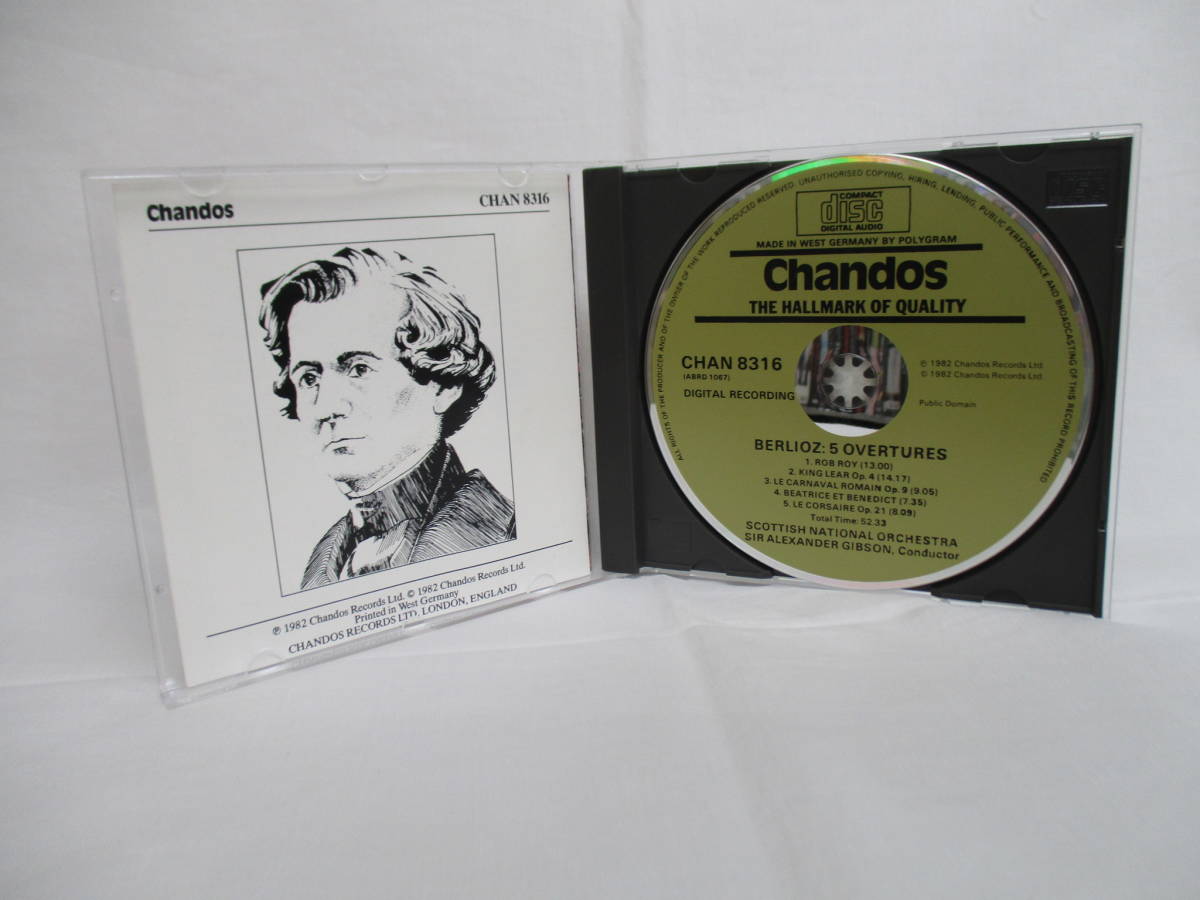 Chandos
CHAN 8316
℗ 1982 Chandos Records Ltd. © 1982 Chandos Records Ltd.
Printed in West Germany
CHANDOS RECORDS LTD, LONDON, ENGLAND
ALL RIGHTS OF THE PRODUCER AND OF THE OWNER OF THE WORK REPRODUCED RESERVED. UNAUTHORISED COPYING, HIRING, LENDING, PUBLIC PERFORMANCE AND BROADCASTING OF THIS RECORD PROHIBITED
COMPACT
disc
DIGITAL AUDIO
MADE IN WEST GERMANY BY POLYGRAM
Chandos
THE HALLMARK OF QUALITY
CHAN 8316
(ABRD 1067)
DIGITAL RECORDING
℗ 1982 Chandos Records Ltd.
© 1982 Chandos Records Ltd.
Public Domain
BERLIOZ: 5 OVERTURES
1. ROB ROY (13.00)
2. KING LEAR Op. 4 (14.17)
3. LE CARNAVAL ROMAIN Op. 9 (9.05)
4. BEATRICE ET BENEDICT (7.35)
5. LE CORSAIRE Op. 21 (8.09)
Total Time: 52.33
SCOTTISH NATIONAL ORCHESTRA
SIR ALEXANDER GIBSON, Conductor